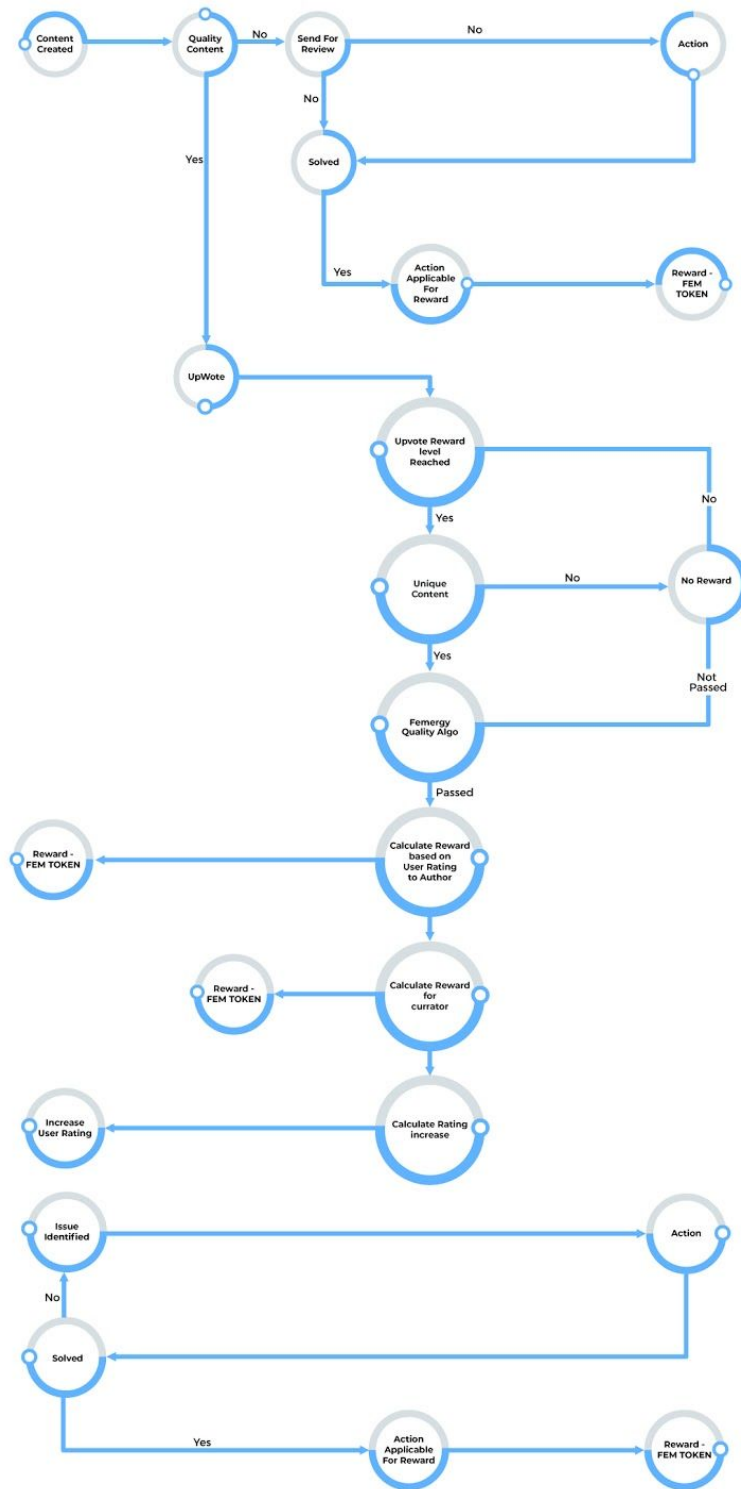 Content
Created
Quality
Content
No
Send For
Review
No
Action
No
Solved
Yes
Yes
Action
Applicable
For
Reward
Reward -
FEM
TOKEN
UpWote
Upvote Reward
level
Reached
No
Yes
Unique
Content
No
No Reward
Yes
Not
Passed
Femergy
Quality Algo
Passed
Calculate Reward
based on
User Rating
to Author
Reward -
FEM TOKEN
Calculate Reward
for
currator
Reward -
FEM TOKEN
Calculate Rating
increase
Increase
User Rating
Issue
Identified
Action
No
Solved
Yes
Action
Applicable
For Reward
Reward -
FEM TOKEN